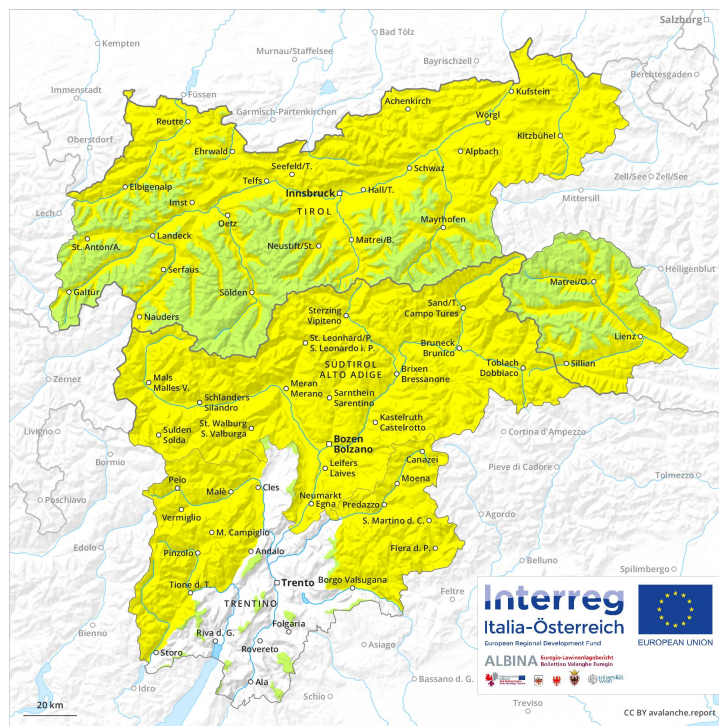 Salzburg
Bad Tölz
Kempten
Murnau/Staffelsee
Bayrischzell
Berchtesgaden
Immenstadt
Füssen
Achenkirch
Kufstein
Garmisch-Partenkirchen
Reutte
Wörgl
Kitzbühel
Oberstdorf
Ehrwald
Alpbach
Seefeld/T.
Schwaz
Telfs
Zell/See
Zell/See
Elbigenalp
Innsbruck
Hall/T.
Mittersill
Imst
TIROL
Lech
Oetz
Mayrhofen
St. Anton/A.
Landeck
Neustift/St.
Matrei/B.
Serfaus
Heiligenblut
Galtür
Sölden
Matrei/O.
Nauders
Sterzing
Vipiteno
Sand/T.
Campo Tures
Lienz
St. Leonhard/P.
S. Leonardo i. P.
Bruneck
Brunico
Sillian
SÜDTIROL
ALTO ADIGE
Brixen
Bressanone
Toblach
Dobbiaco
Zernez
Mals
Malles V.
Meran
Merano
Schlanders
Silandro
Sarnthein
Sarentino
Livigno
St. Walburg
S. Valburga
Kastelruth
Castelrotto
Sulden
Solda
Cortina d'Ampezzo
Bozen
Bolzano
Bormio
Canazei
Pieve di Cadore
Leifers
Laives
Tolmezzo
Peio
Moena
Poschiavo
Malè
Cles
Neumarkt
Egna
Predazzo
Vermiglio
Agordo
S. Martino d. C.
M. Campiglio
Edolo
Pinzolo
Andalo
Fiera d. P.
Belluno
Spilimbergo
Trento
Borgo Valsugana
Tione d. T.
Feltre
TRENTINO
Folgaria
Bienno
Riva d. G.
Rovereto
Asiago
Storo
Idro
Ala
Bassano d. G.
Schio
Treviso
Interreg
Italia-Österreich
European Regional Development Fund
EUROPEAN UNION
ALBINA
Euregio-Lawinenlagebericht
Bollettino Valanghe Euregio
universität
wien
20 km
CC BY avalanche.report